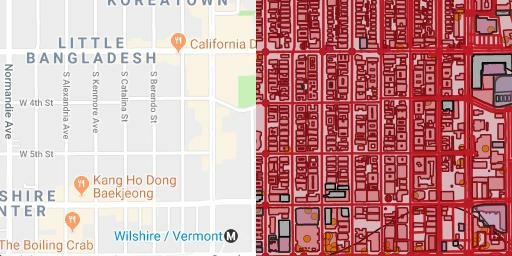 KOREATOWN
LITTLE
BANGLADESH
California D
Normandie Ave
S Alexandria Ave
S Kenmore Ave
S Catalina St
S Berendo St
W 4th St
W 5th St
Kang Ho Dong
Baekjeong
SHIRE
NTER
The Boiling Crab
Wilshire / Vermont
M